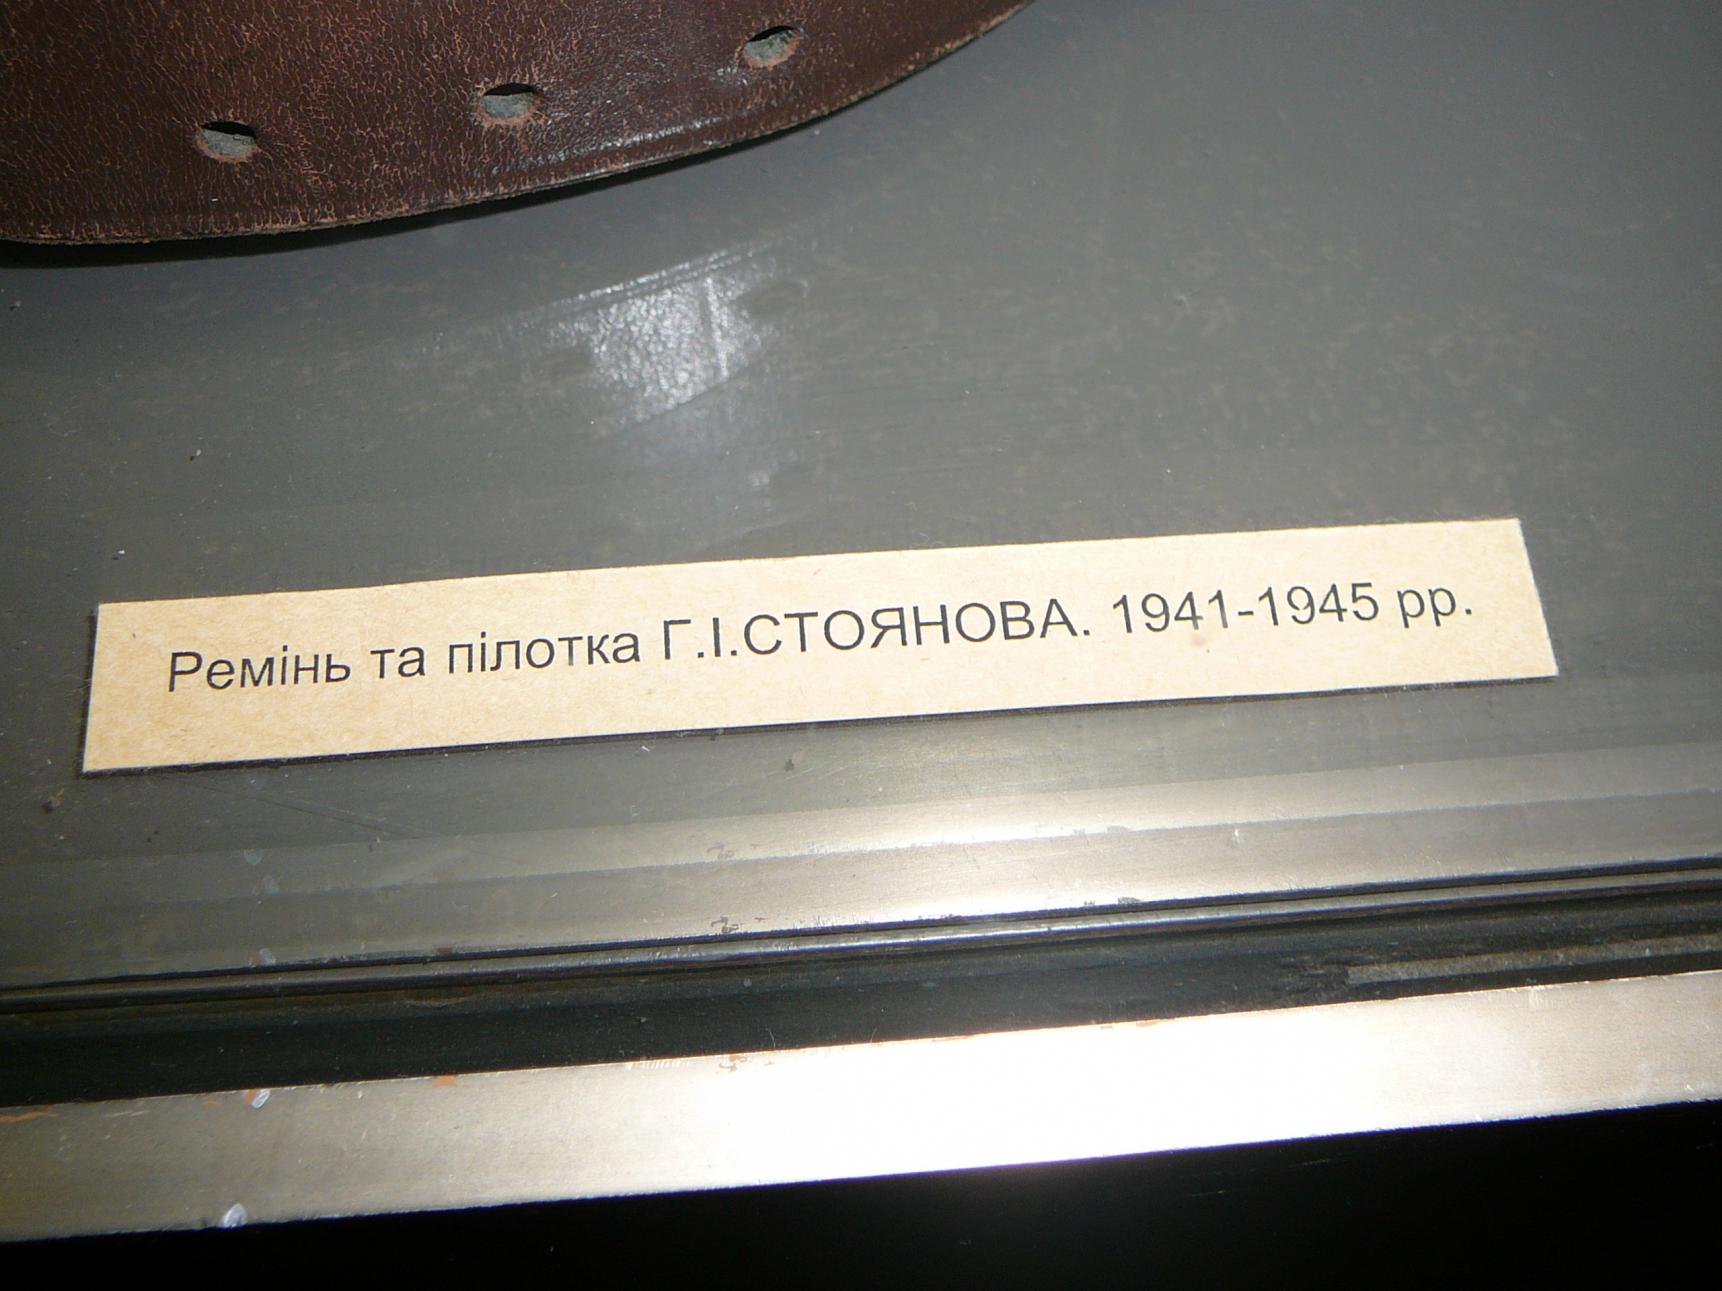 Ремінь та пілотка Г.І.СТОЯНОВА. 1941-1945 рр.